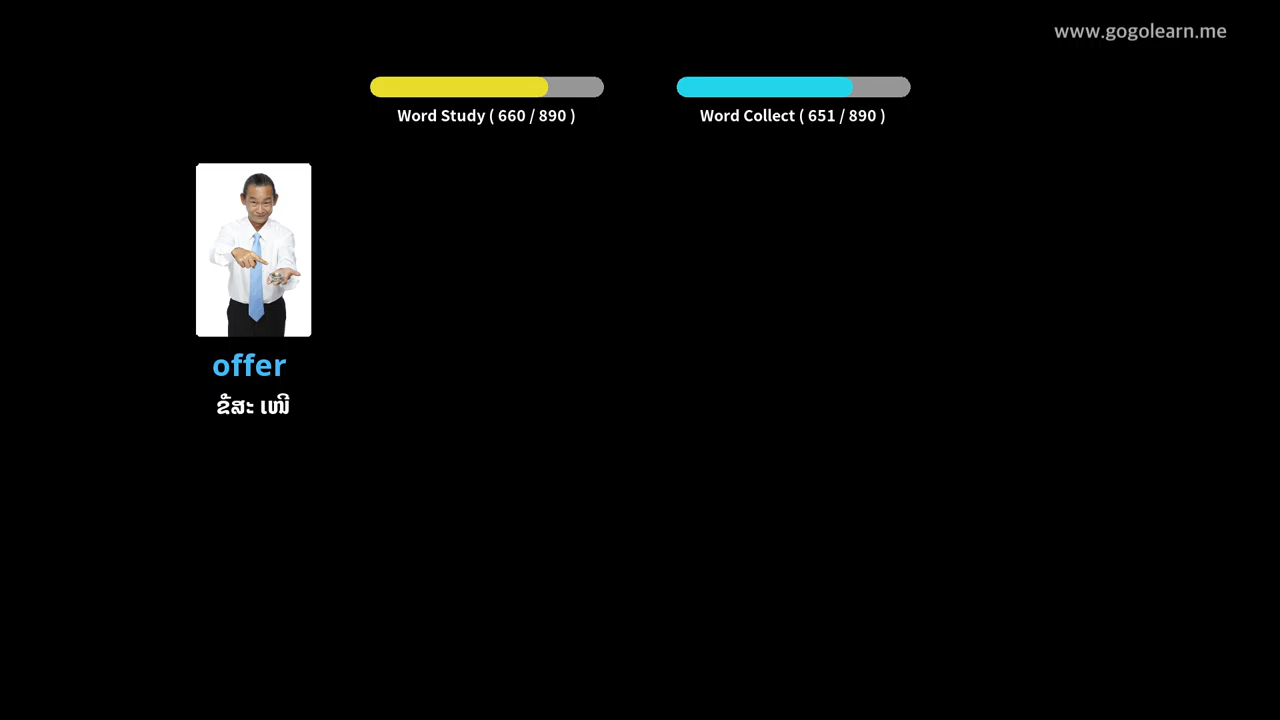 www.gogolearn.me
Word Study ( 660 / 890 )
Word Collect ( 651 / 890 )
offer
ຂໍ້ສະ ເໜີ